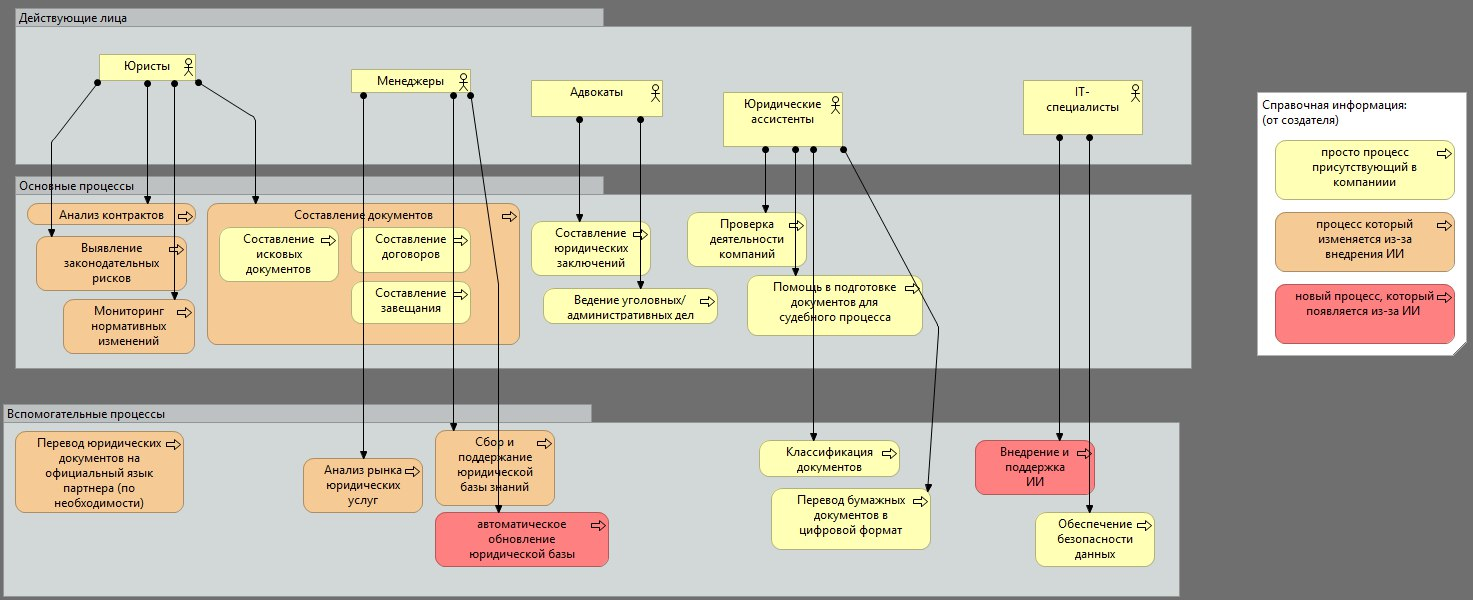 Действующие лица
Юристы
Менеджеры
Адвокаты
Юридические
ассистенты
IT-
специалисты
Справочная информация:
(от создателя)
просто процесс
присутствующий в
компаниии
процесс который
изменяется из-за
внедрения ИИ
новый процесс, который
появляется из-за ИИ
Основные процессы
Анализ контрактов
Выявление
законодательных
рисков
Мониторинг
нормативных
изменений
Составление документов
Составление
исковых
документов
Составление
договоров
Составление
завещания
Составление
юридических
заключений
Ведение уголовных/
административных дел
Проверка
деятельности
компаний
Помощь в подготовке
документов для
судебного процесса
Вспомогательные процессы
Перевод юридических
документов на
официальный язык
партнера (по
необходимости)
Анализ рынка
юридических
услуг
Сбор и
поддержание
юридической
базы знаний
автоматическое
обновление
юридической базы
Классификация
документов
Перевод бумажных
документов в
цифровой формат
Внедрение и
поддержка
ИИ
Обеспечение
безопасности
данных